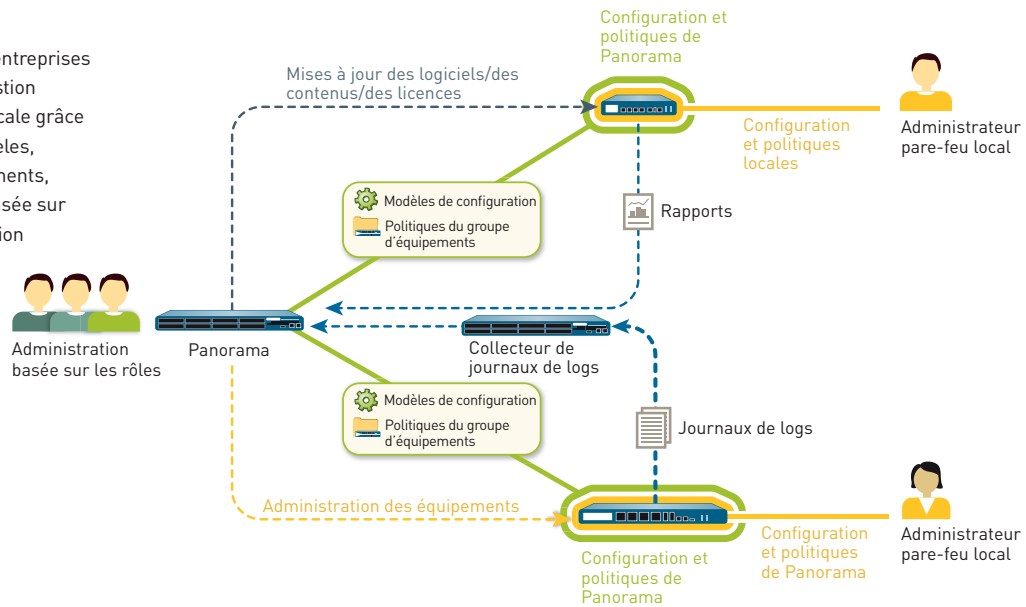 entreprises
stion
cale grâce
èles,
ments,
asée sur
ion
Configuration et
politiques de
Panorama
Mises à jour des logiciels/des
contenus/des licences
Configuration
et politiques
locales
Administrateur
pare-feu local
Modèles de configuration
Politiques du groupe
d'équipements
Rapports
Administration
basée sur les rôles
Panorama
Collecteur de
journaux de logs
Modèles de configuration
Politiques du groupe
d'équipements
Journaux de logs
Administration des équipements
Configuration et
politiques de
Panorama
Configuration
et politiques
de Panorama
Administrateur
pare-feu local